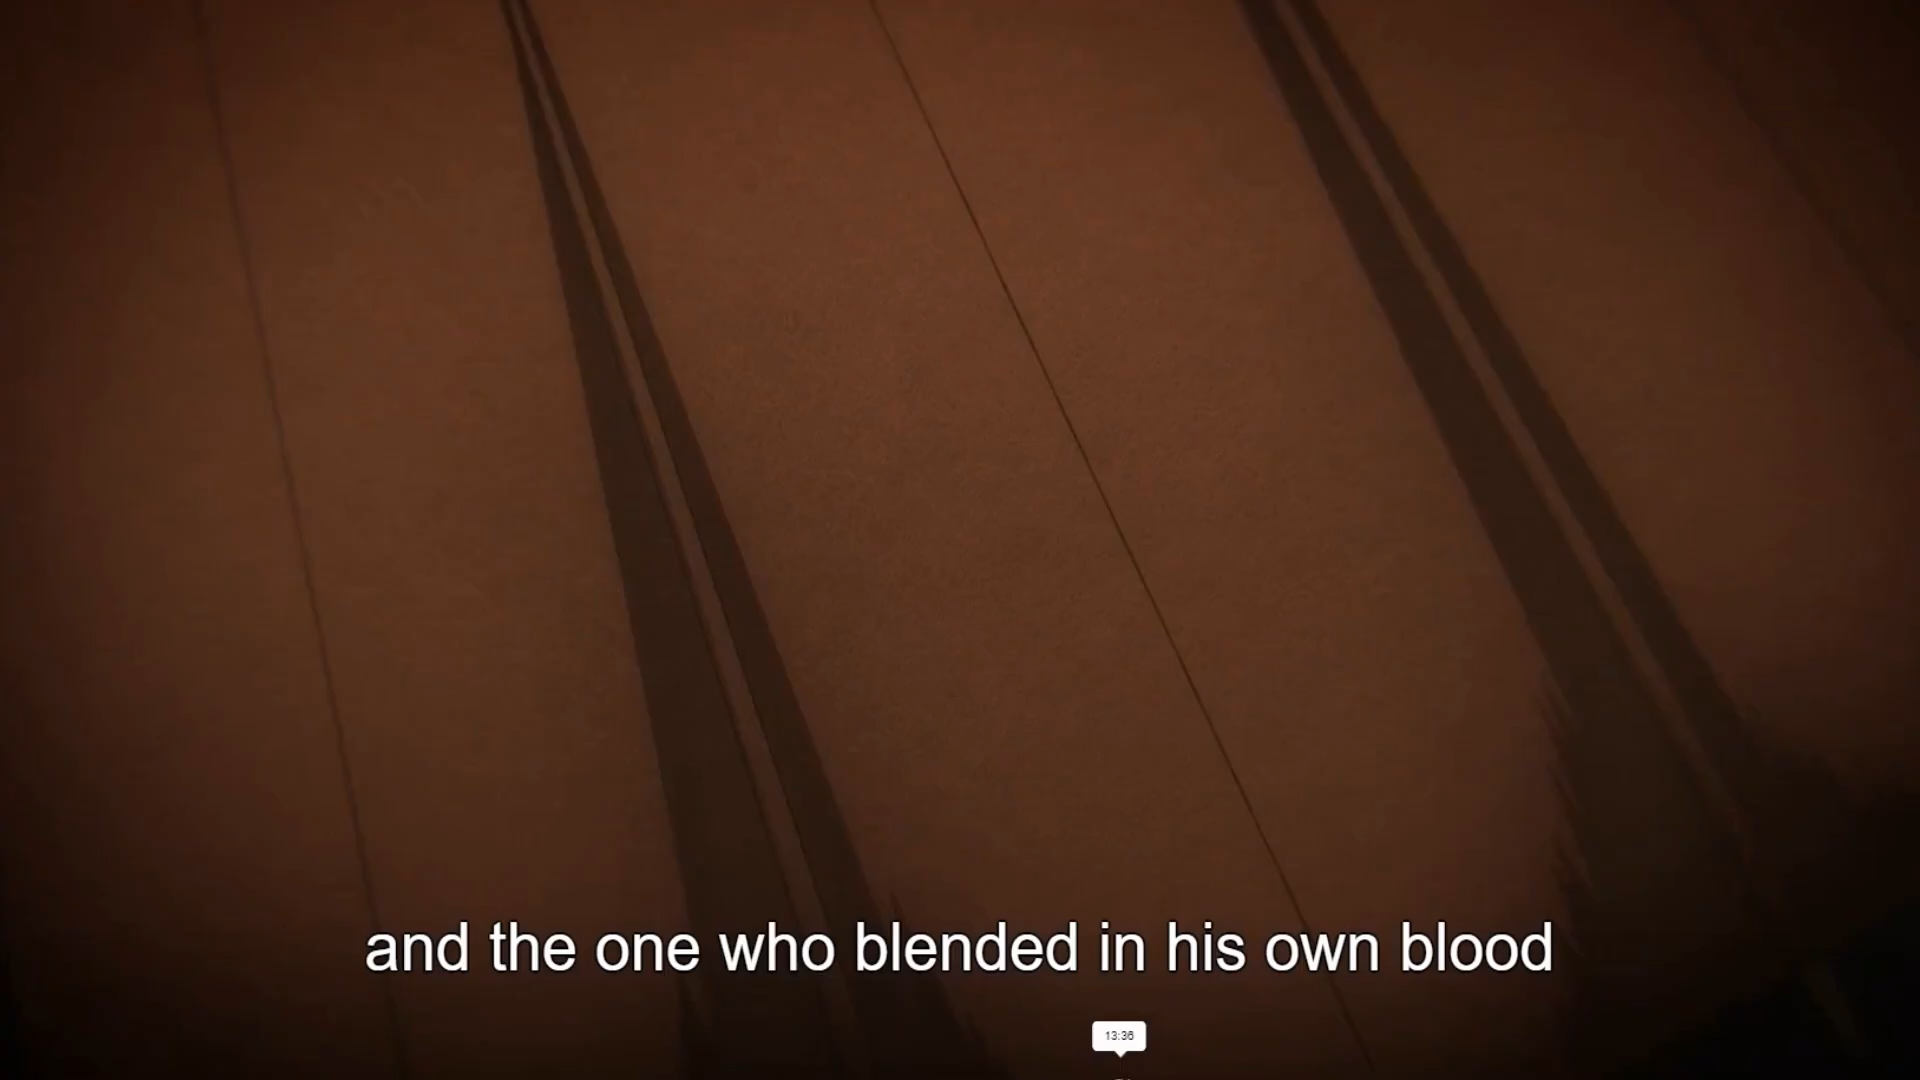 and the one who blended in his own blood
13:36